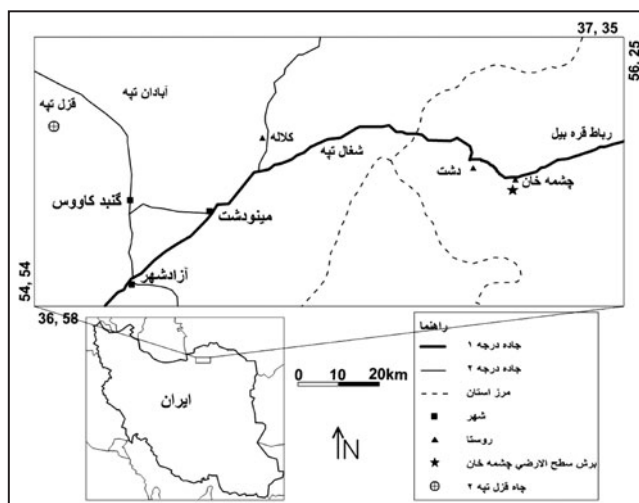 37, 35
56, 25
آبادان تپه
قزل تپه
رباط قره بیل
کلاله
شغال تپه
دشت
چشمه خان
گنبد کاووس
مینودشت
آزادشهر
54, 54
36, 58
راهنما
جاده درجه ۱
جاده درجه ۲
مرز استان
شهر
روستا
برش سطح الارضي چشمه خان
چاه قزل تپه ۲
ایران
0 10 20km
N